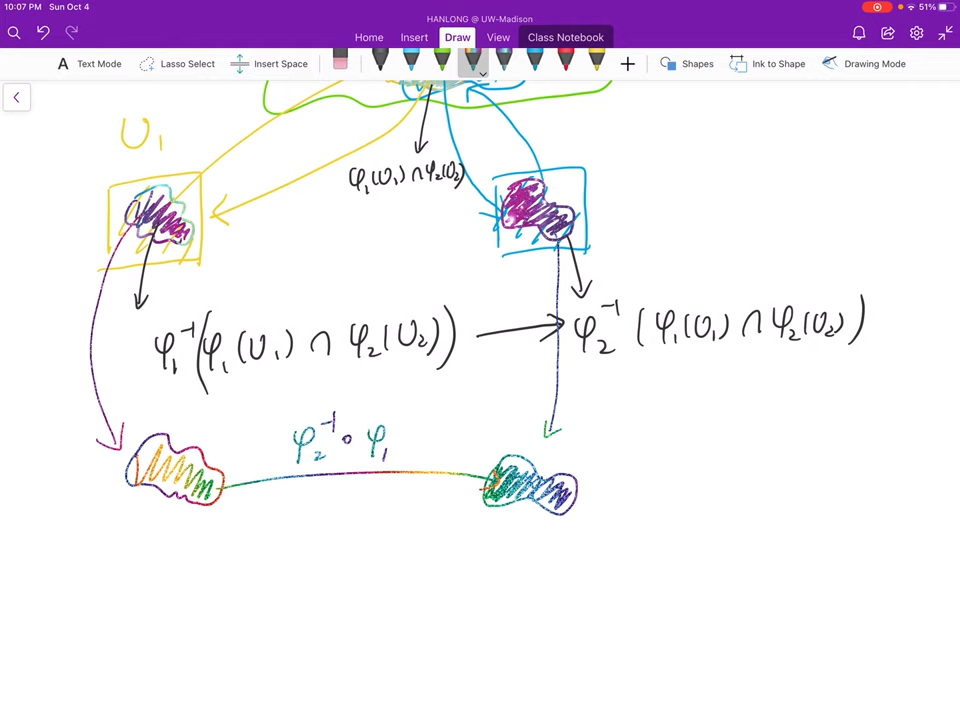 10:07 PM Sun Oct 4
51%
HANLONG @ UW-Madison
Home Insert Draw View Class Notebook
Text Mode Lasso Select Insert Space Shapes Ink to Shape Drawing Mode
U₁
φ₁(U₁) ∩ φ₂(U₂)
φ₁⁻¹(φ₁(U₁) ∩ φ₂(U₂)) → φ₂⁻¹(φ₁(U₁) ∩ φ₂(U₂))
φ₂⁻¹ ∘ φ₁